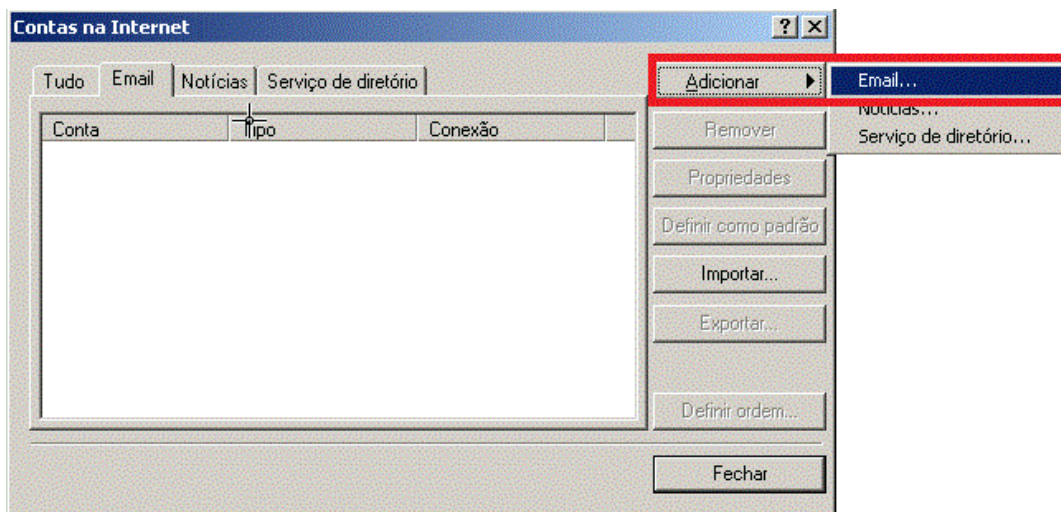 Contas na Internet
Tudo Email Notícias Serviço de diretório
Adicionar
Email...
Notícias...
Serviço de diretório...
Conta Tipo Conexão
Remover
Propriedades
Definir como padrão
Importar...
Exportar...
Definir ordem...
Fechar